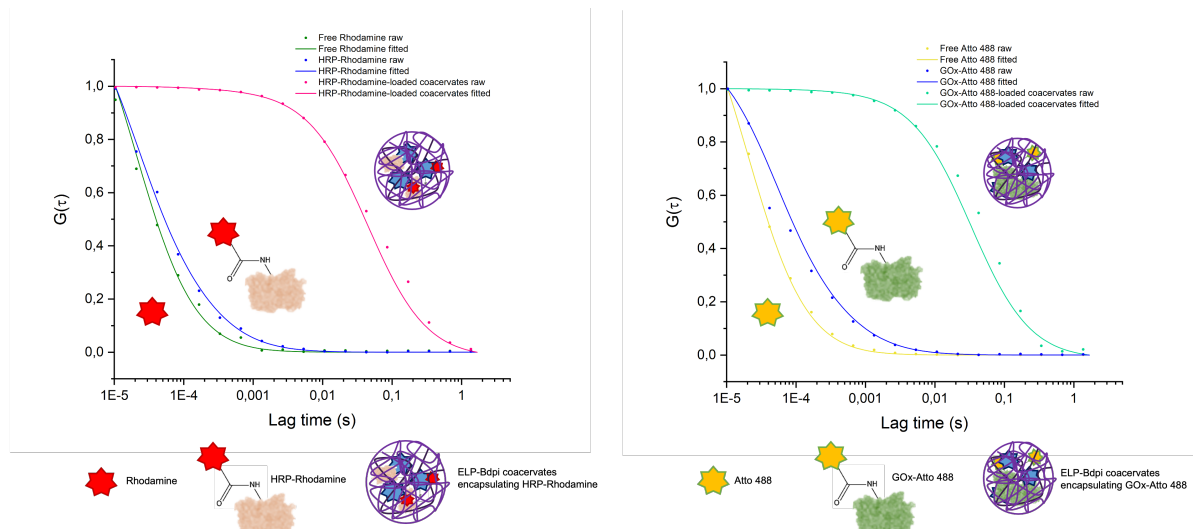 Free Rhodamine raw
Free Rhodamine fitted
HRP-Rhodamine raw
HRP-Rhodamine fitted
HRP-Rhodamine-loaded coacervates raw
HRP-Rhodamine-loaded coacervates fitted
1,0
0,8
0,6
0,4
0,2
0,0
G(τ)
1E-5
1E-4
0,001
0,01
0,1
1
Lag time (s)
O
NH
Rhodamine
O
NH
HRP-Rhodamine
ELP-Bdpi coacervates
encapsulating HRP-Rhodamine
Free Atto 488 raw
Free Atto 488 fitted
GOx-Atto 488 raw
GOx-Atto 488 fitted
GOx-Atto 488-loaded coacervates raw
GOx-Atto 488-loaded coacervates fitted
1,0
0,8
0,6
0,4
0,2
0,0
G(τ)
1E-5
1E-4
0,001
0,01
0,1
1
Lag time (s)
O
NH
Atto 488
O
NH
GOx-Atto 488
ELP-Bdpi coacervates
encapsulating GOx-Atto 488